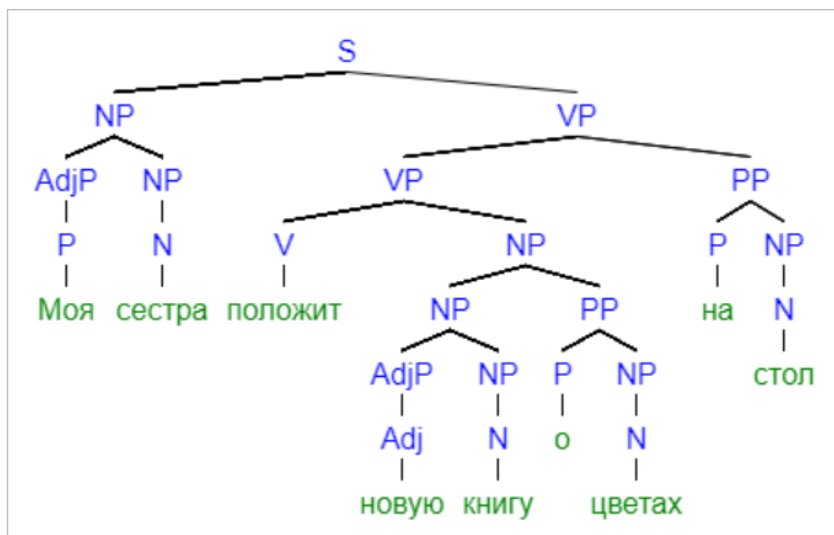 S
NP VP
AdjP NP VP PP
P N V NP P NP
Моя сестра положит NP PP на N
AdjP NP P NP стол
Adj N о N
новую книгу цветах